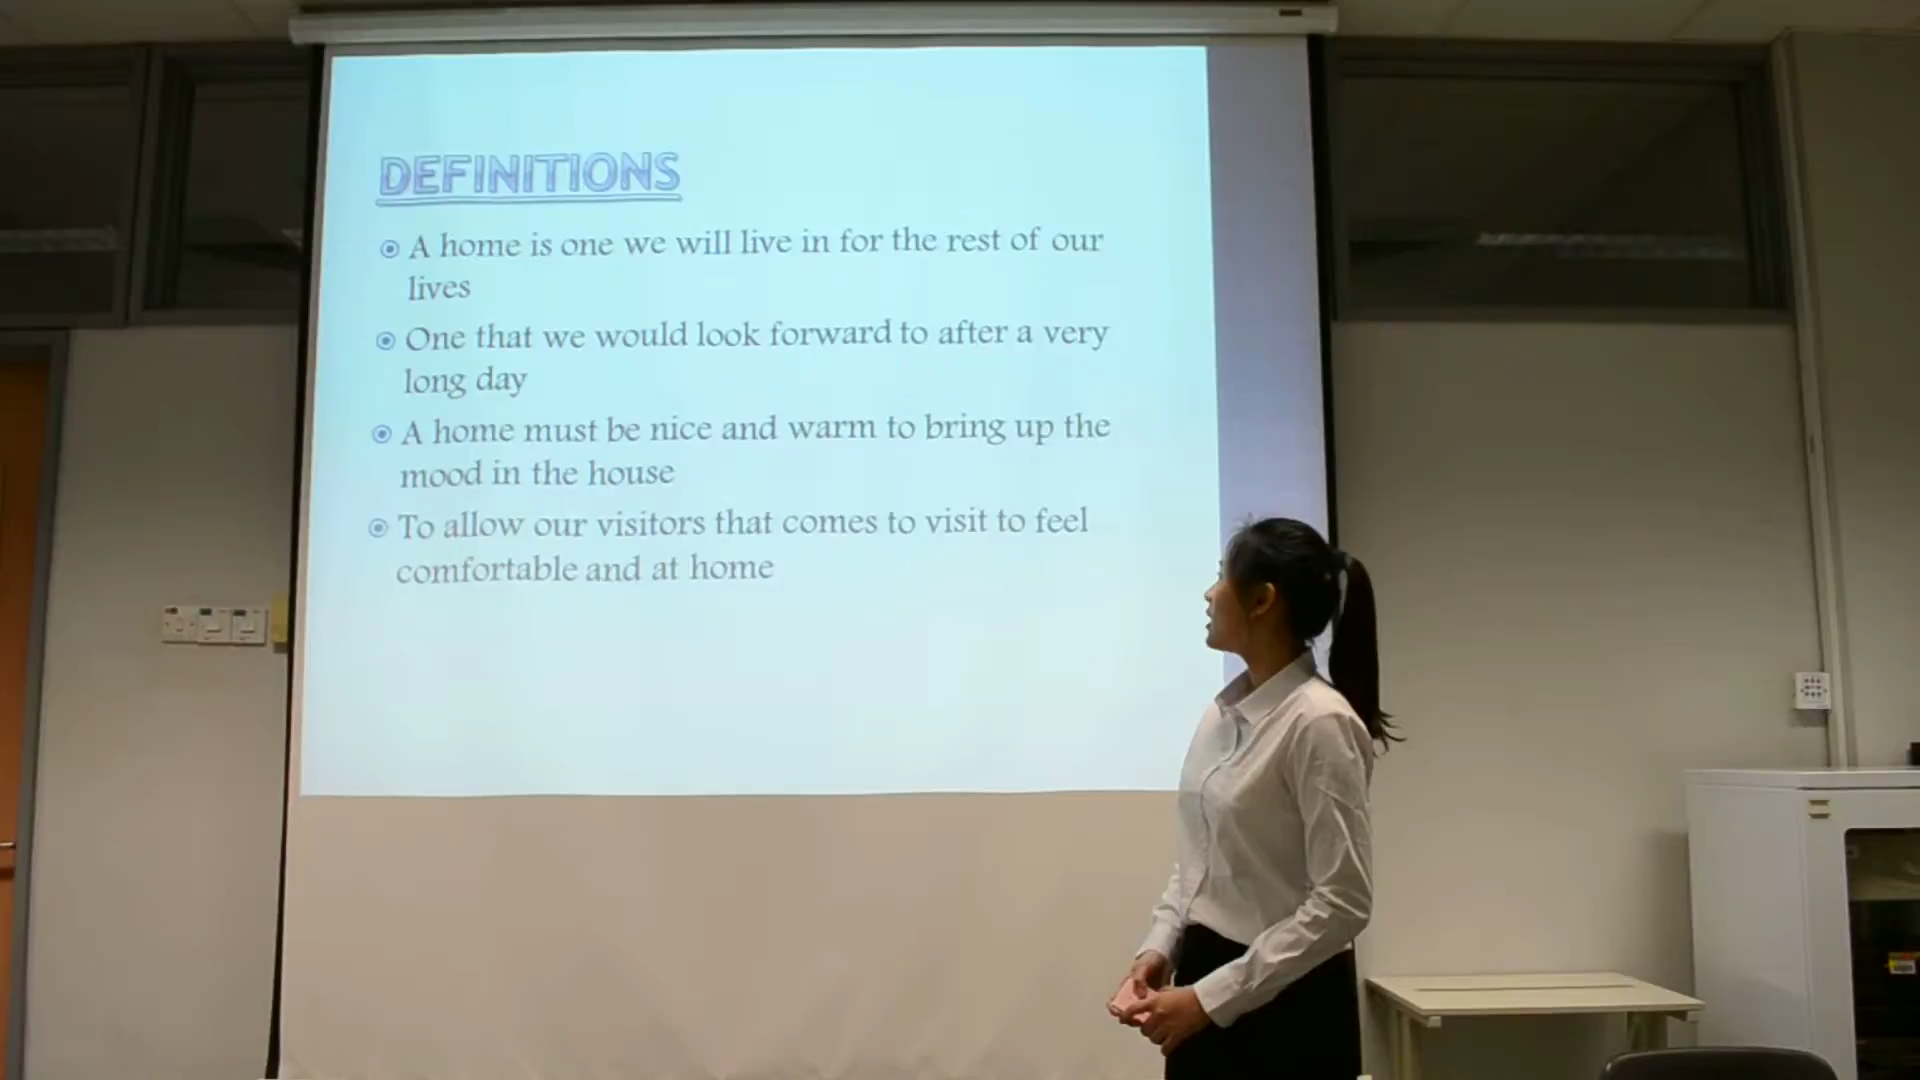 DEFINITIONS
A home is one we will live in for the rest of our
lives
One that we would look forward to after a very
long day
A home must be nice and warm to bring up the
mood in the house
To allow our visitors that comes to visit to feel
comfortable and at home